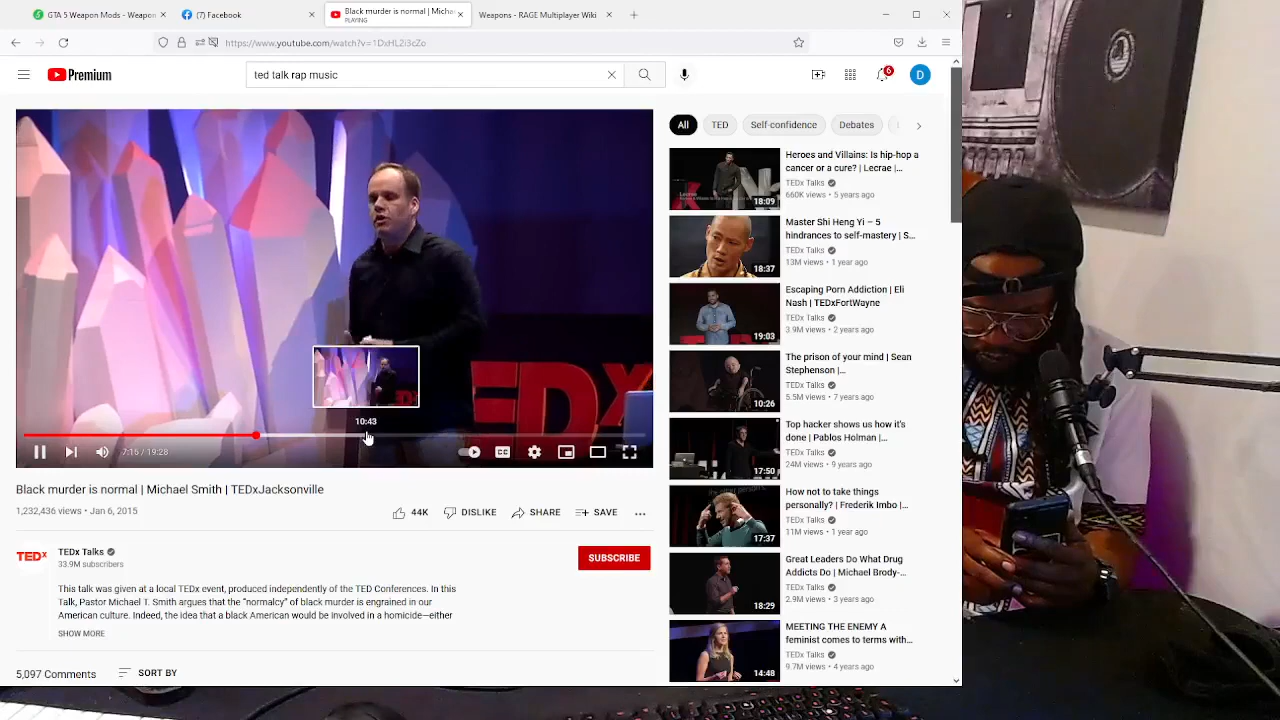 GTA 5 Weapon Mods - Weapon
(7) Facebook
Black murder is normal | Micha
PLAYING
Weapons - RAGE Multiplayer Wiki
https://www.youtube.com/watch?v=1DxHL2i3cZo
Premium
ted talk rap music
6
D
All
TED
Self-confidence
Debates
Heroes and Villains: Is hip-hop a
cancer or a cure? | Lecrae |...
TEDx Talks
660K views • 5 years ago
18:09
Master Shi Heng Yi – 5
hindrances to self-mastery | S...
TEDx Talks
13M views • 1 year ago
18:37
Escaping Porn Addiction | Eli
Nash | TEDxFortWayne
TEDx Talks
3.9M views • 2 years ago
19:03
The prison of your mind | Sean
Stephenson |...
TEDx Talks
5.5M views • 7 years ago
10:26
Top hacker shows us how it's
done | Pablos Holman |...
TEDx Talks
24M views • 9 years ago
17:50
How not to take things
personally? | Frederik Imbo |...
TEDx Talks
11M views • 1 year ago
17:37
Great Leaders Do What Drug
Addicts Do | Michael Brody-...
TEDx Talks
2.9M views • 3 years ago
18:29
MEETING THE ENEMY A
feminist comes to terms with...
TEDx Talks
9.7M views • 4 years ago
14:48
EDx
10:43
7:16 / 19:28
CC
Black murder is normal | Michael Smith | TEDxJacksonville
1,232,436 views • Jan 6, 2015
44K
DISLIKE
SHARE
SAVE
TEDx
TEDx Talks
33.9M subscribers
SUBSCRIBE
This talk was given at a local TEDx event, produced independently of the TED Conferences. In this
Talk, Pastor Michael T. Smith argues that the "normalcy" of black murder is engrained in our
American culture. Indeed, the idea that a black American would be involved in a homicide—either
SHOW MORE
5,097 Comments
SORT BY